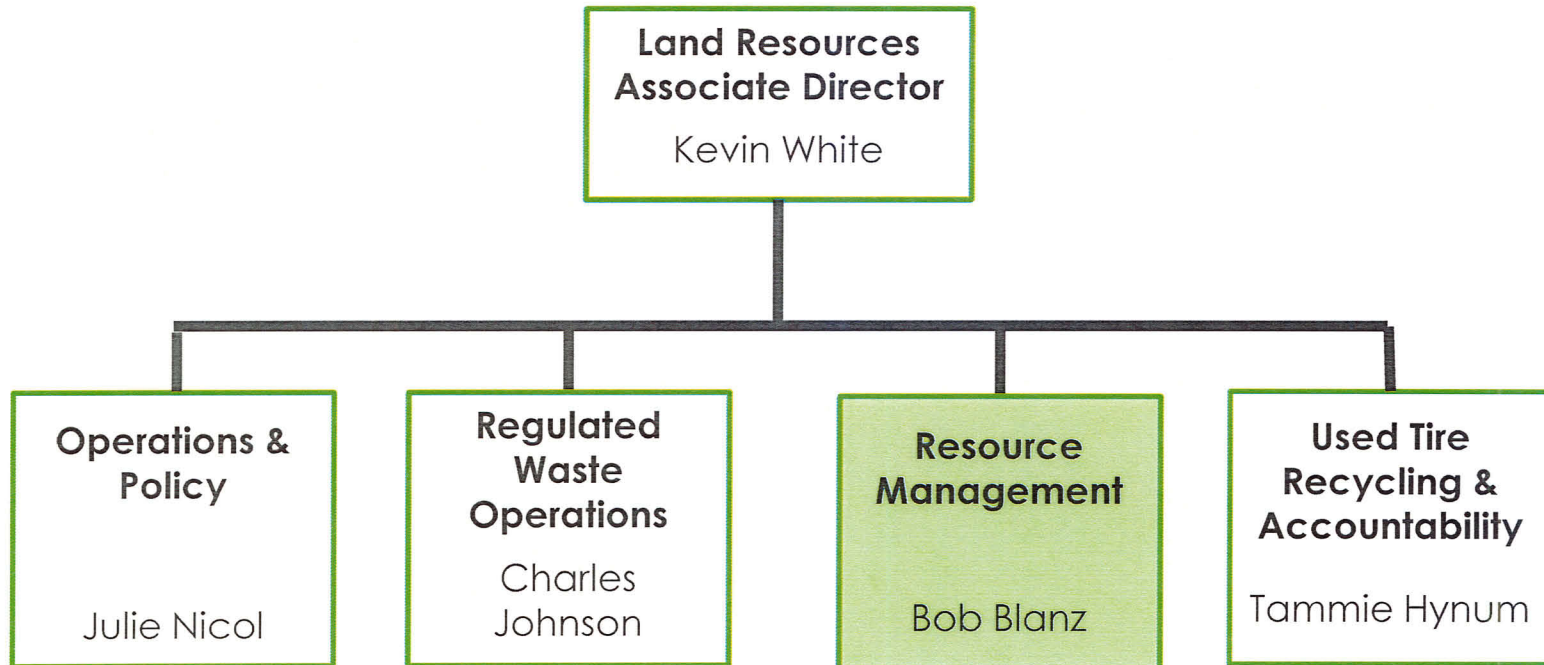 Land Resources
Associate Director
Kevin White
Operations &
Policy
Julie Nicol
Regulated
Waste
Operations
Charles
Johnson
Resource
Management
Bob Blanz
Used Tire
Recycling &
Accountability
Tammie Hynum